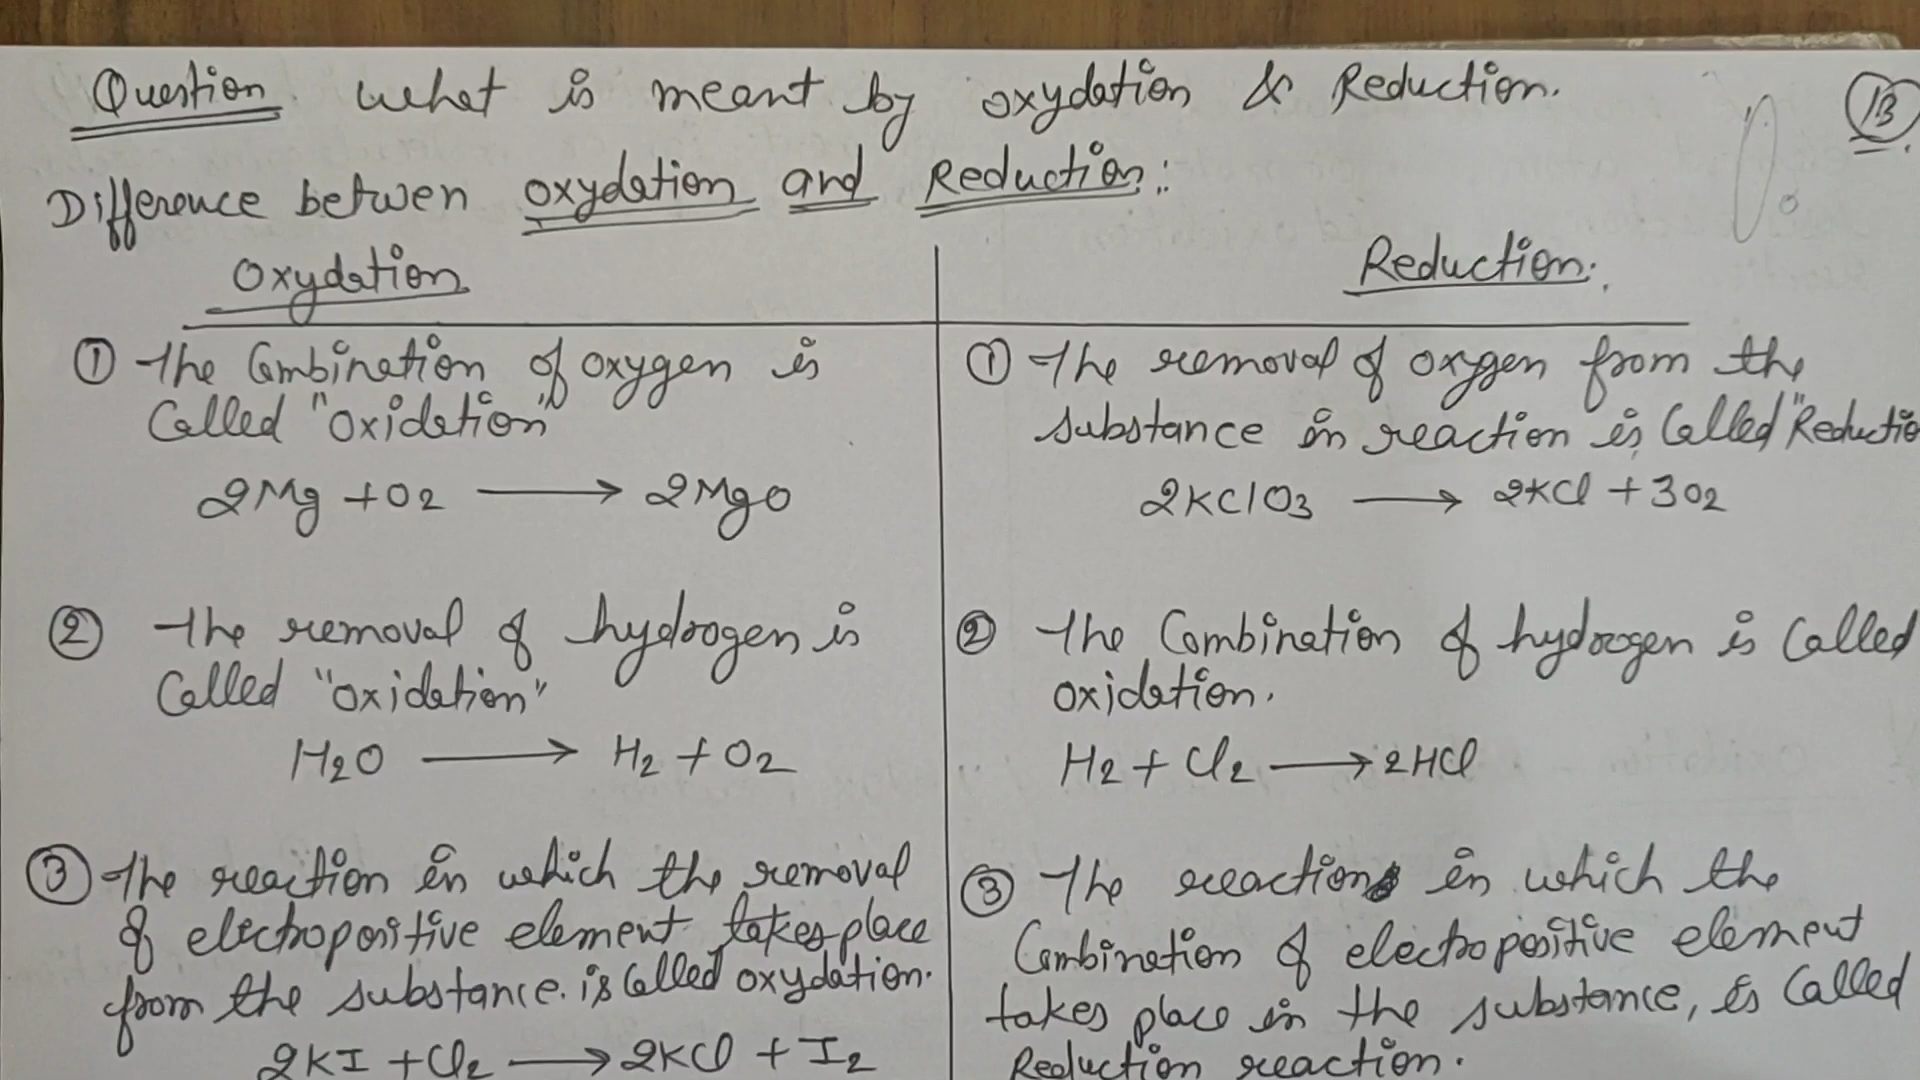 Question. What is meant by oxydation & Reduction.
13
Difference betwen oxydation and Reduction:
Oxydation
① The Combination of oxygen is
Called "Oxidation"
2Mg + O2 ⟶ 2MgO
② The removal of hydrogen is
Called "oxidation"
H2O ⟶ H2 + O2
③ The reaction in which the removal
of electropositive element takes place
from the substance. is Called oxydation.
2KI + Cl2 ⟶ 2KCl + I2
Reduction:
① The removal of oxygen from the
substance in reaction is Called "Reductio
2KClO3 ⟶ 2KCl + 3O2
② The Combination of hydrogen is Called
oxidation.
H2 + Cl2 ⟶ 2HCl
③ The reaction in which the
Combination of electropositive element
takes place in the substance, is Called
Reduction reaction.